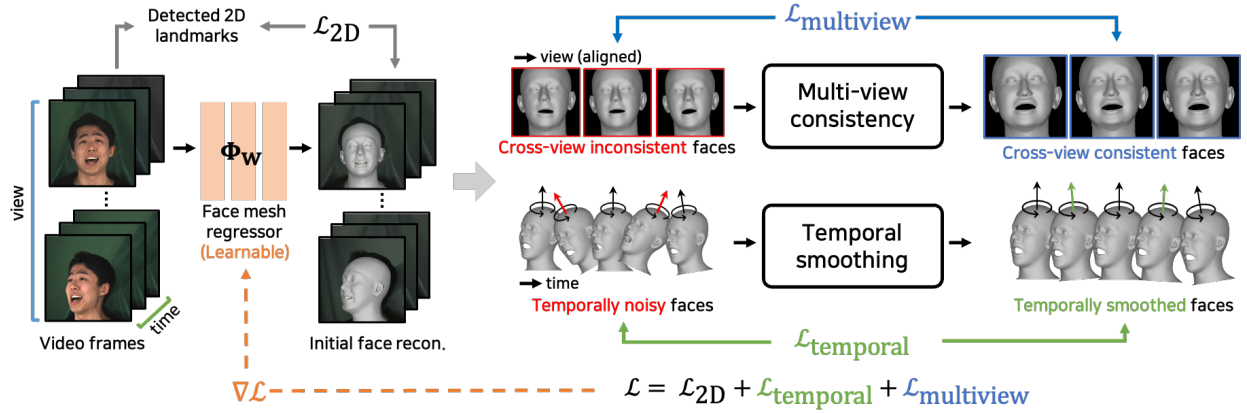 Detected 2D
landmarks
ℒ2D
view
time
Video frames
Φw
Face mesh
regressor
(Learnable)
Initial face recon.
∇ℒ
ℒmultiview
view (aligned)
Cross-view inconsistent faces
Multi-view
consistency
Cross-view consistent faces
time
Temporally noisy faces
Temporal
smoothing
Temporally smoothed faces
ℒtemporal
ℒ = ℒ2D + ℒtemporal + ℒmultiview